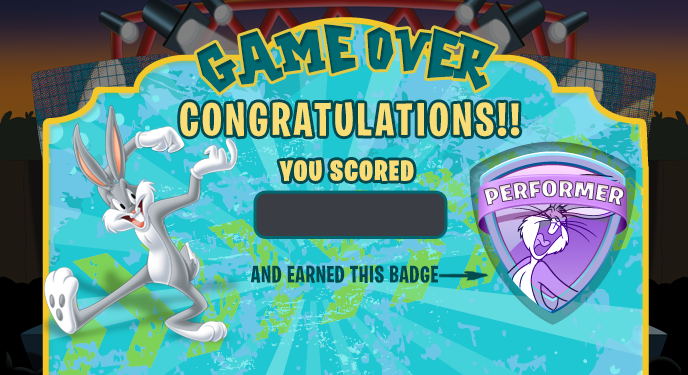 GAME OVER
CONGRATULATIONS!!
YOU SCORED
AND EARNED THIS BADGE
PERFORMER